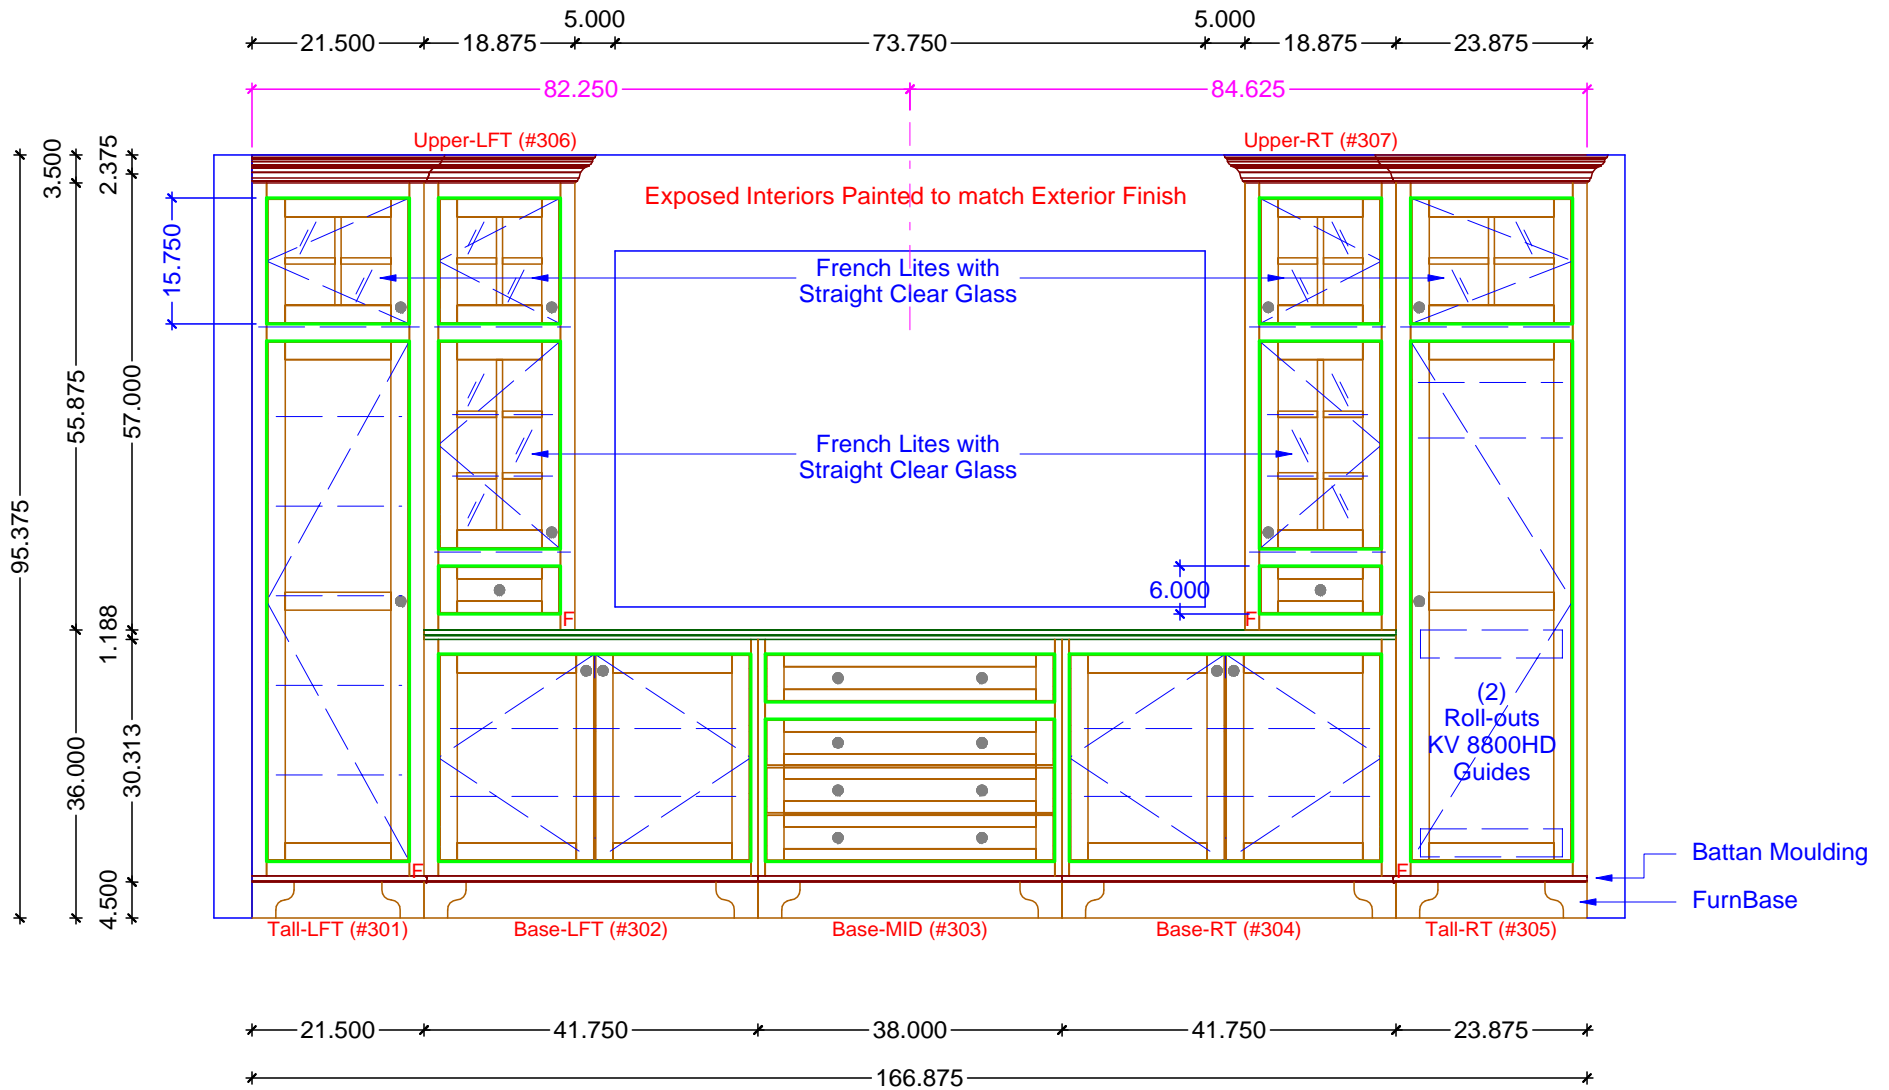 5.000
5.000
21.500
18.875
73.750
18.875
23.875
82.250
84.625
Upper-LFT (#306)
Upper-RT (#307)
3.500
2.375
Exposed Interiors Painted to match Exterior Finish
15.750
French Lites with
Straight Clear Glass
55.875
57.000
French Lites with
Straight Clear Glass
95.375
6.000
F
F
1.188
(2)
Roll-outs
KV 8800HD
Guides
36.000
30.313
Battan Moulding
F
F
4.500
FurnBase
Tall-LFT (#301)
Base-LFT (#302)
Base-MID (#303)
Base-RT (#304)
Tall-RT (#305)
21.500
41.750
38.000
41.750
23.875
166.875